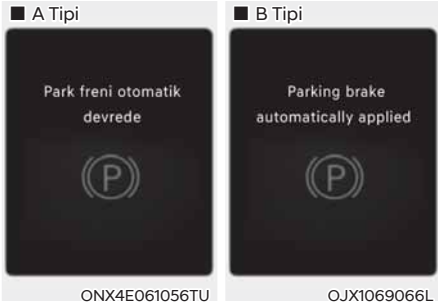 ■ A Tipi
Park freni otomatik
devrede
P
ONX4E061056TU
■ B Tipi
Parking brake
automatically applied
P
OJX1069066L